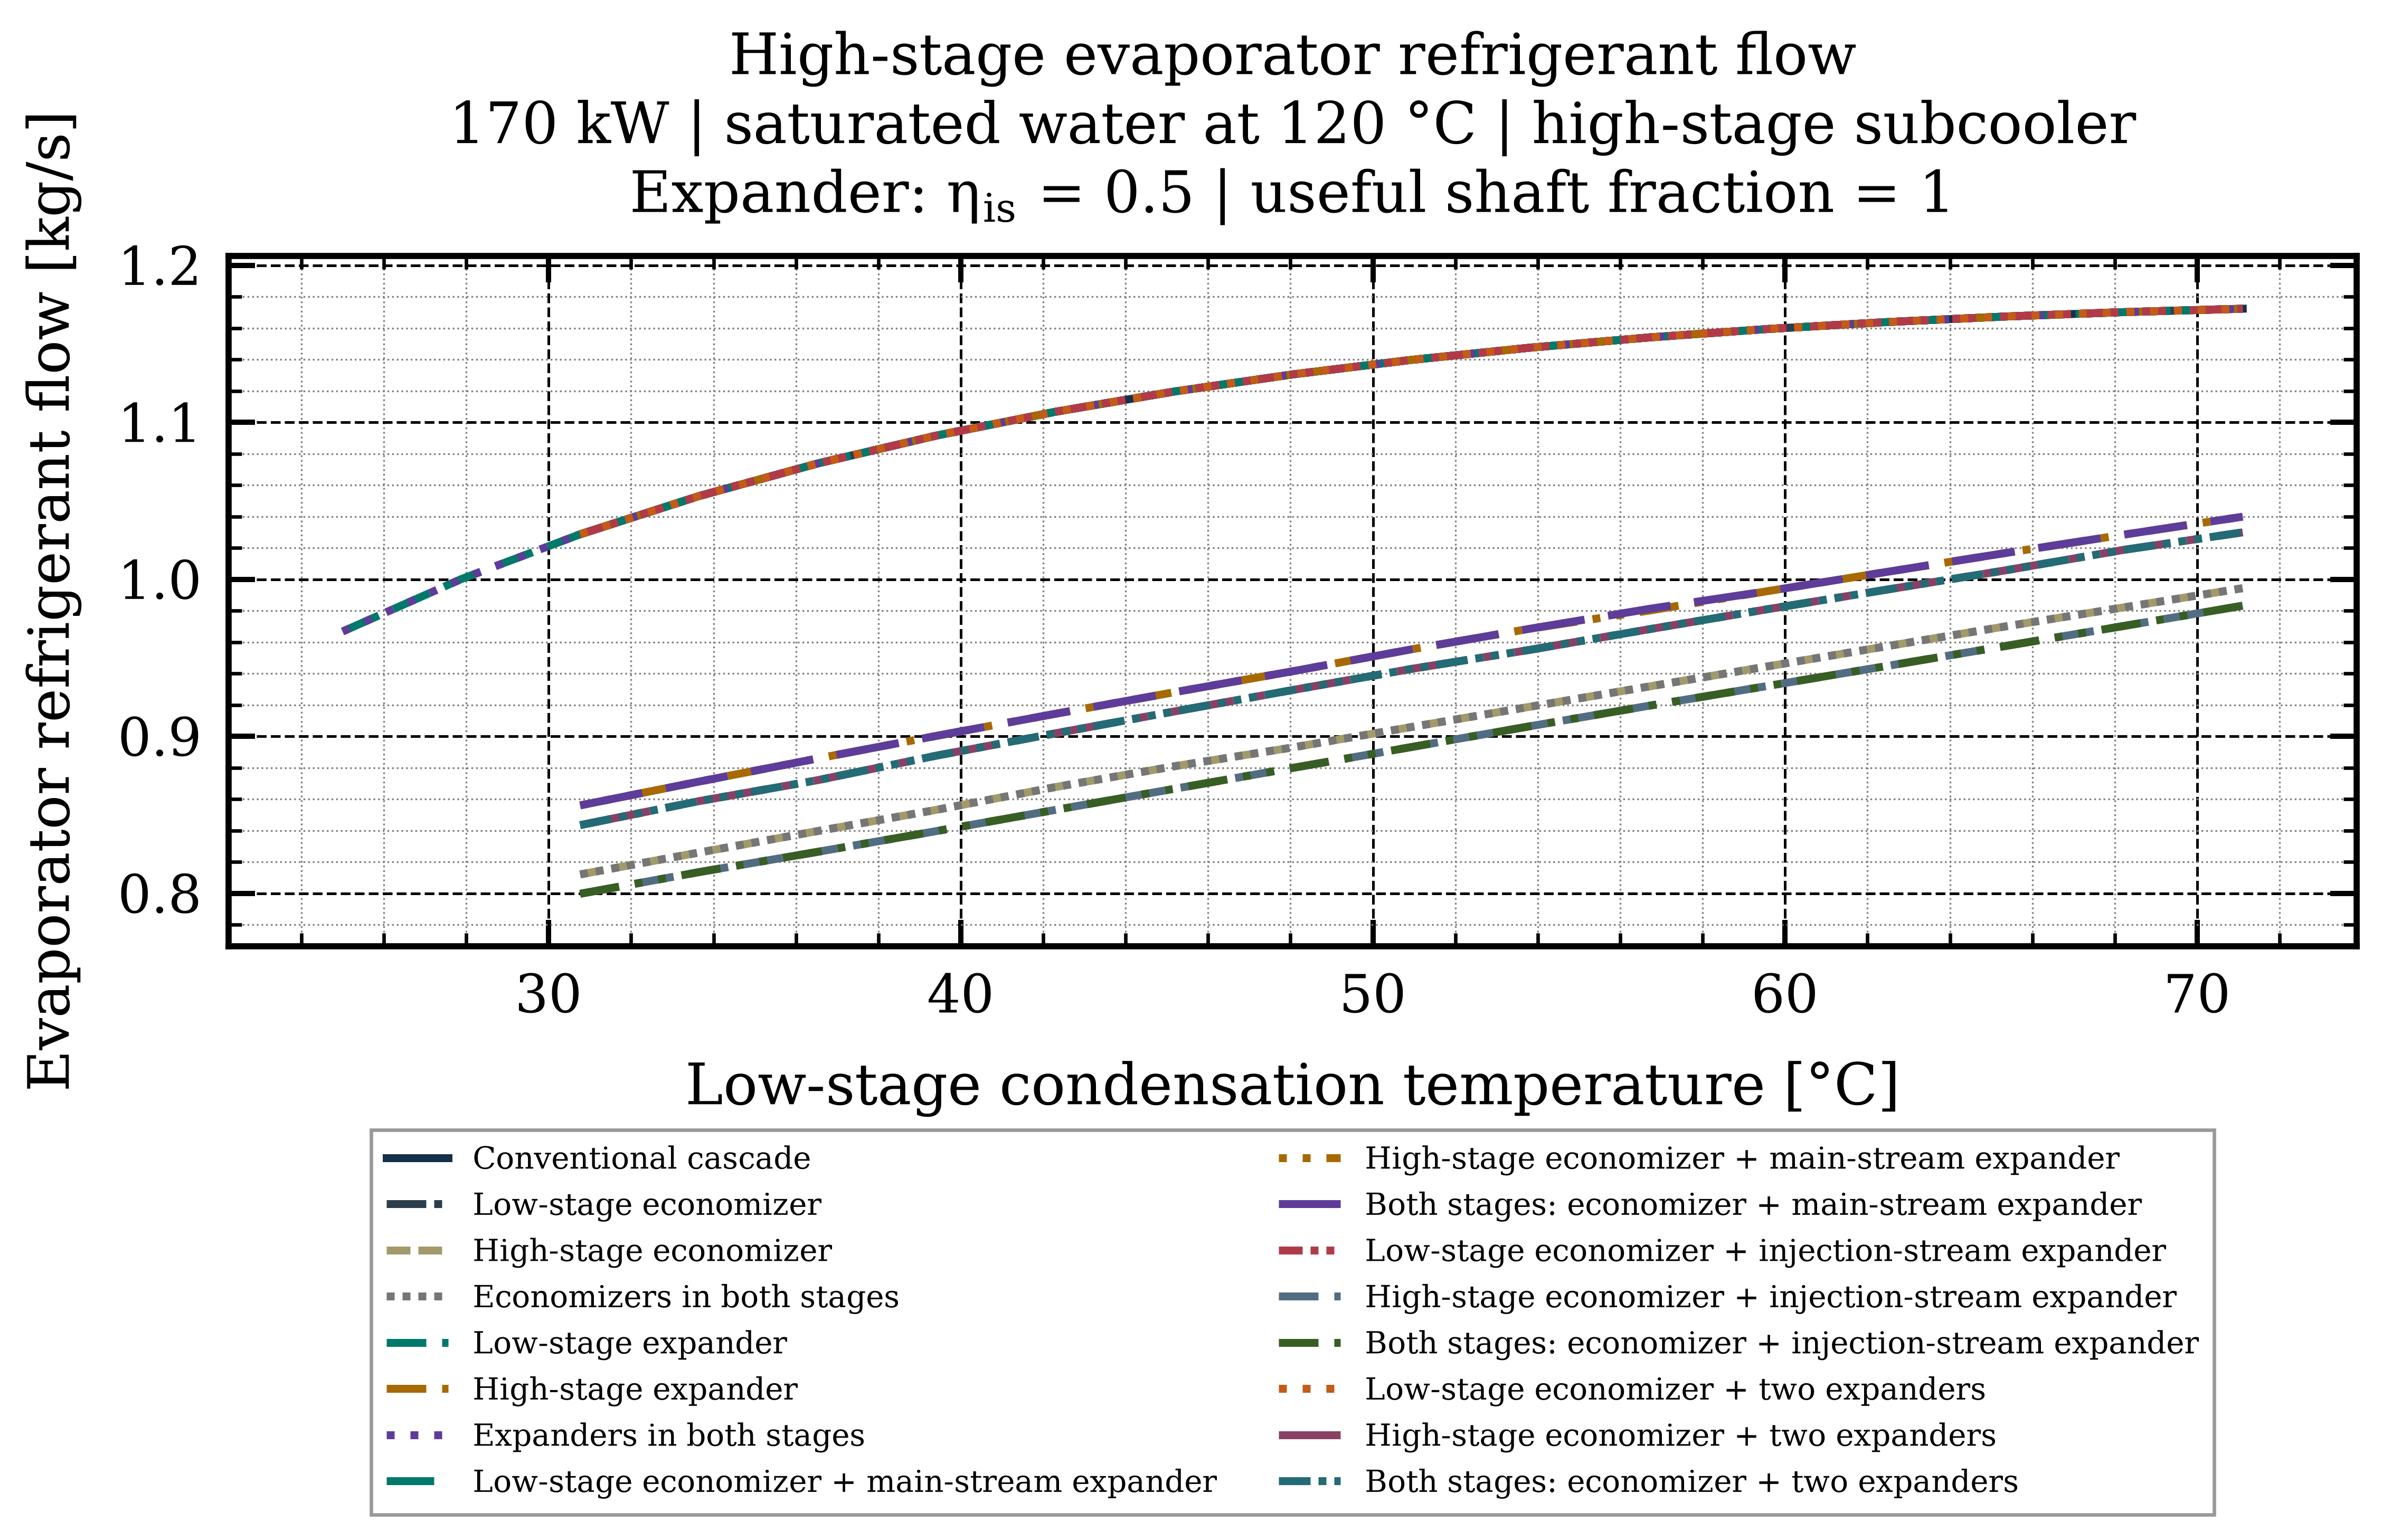 High-stage evaporator refrigerant flow
170 kW | saturated water at 120 °C | high-stage subcooler
Expander: ηis = 0.5 | useful shaft fraction = 1
Evaporator refrigerant flow [kg/s]
1.2
1.1
1.0
0.9
0.8
30 40 50 60 70
Low-stage condensation temperature [°C]
Conventional cascade
Low-stage economizer
High-stage economizer
Economizers in both stages
Low-stage expander
High-stage expander
Expanders in both stages
Low-stage economizer + main-stream expander
High-stage economizer + main-stream expander
Both stages: economizer + main-stream expander
Low-stage economizer + injection-stream expander
High-stage economizer + injection-stream expander
Both stages: economizer + injection-stream expander
Low-stage economizer + two expanders
High-stage economizer + two expanders
Both stages: economizer + two expanders